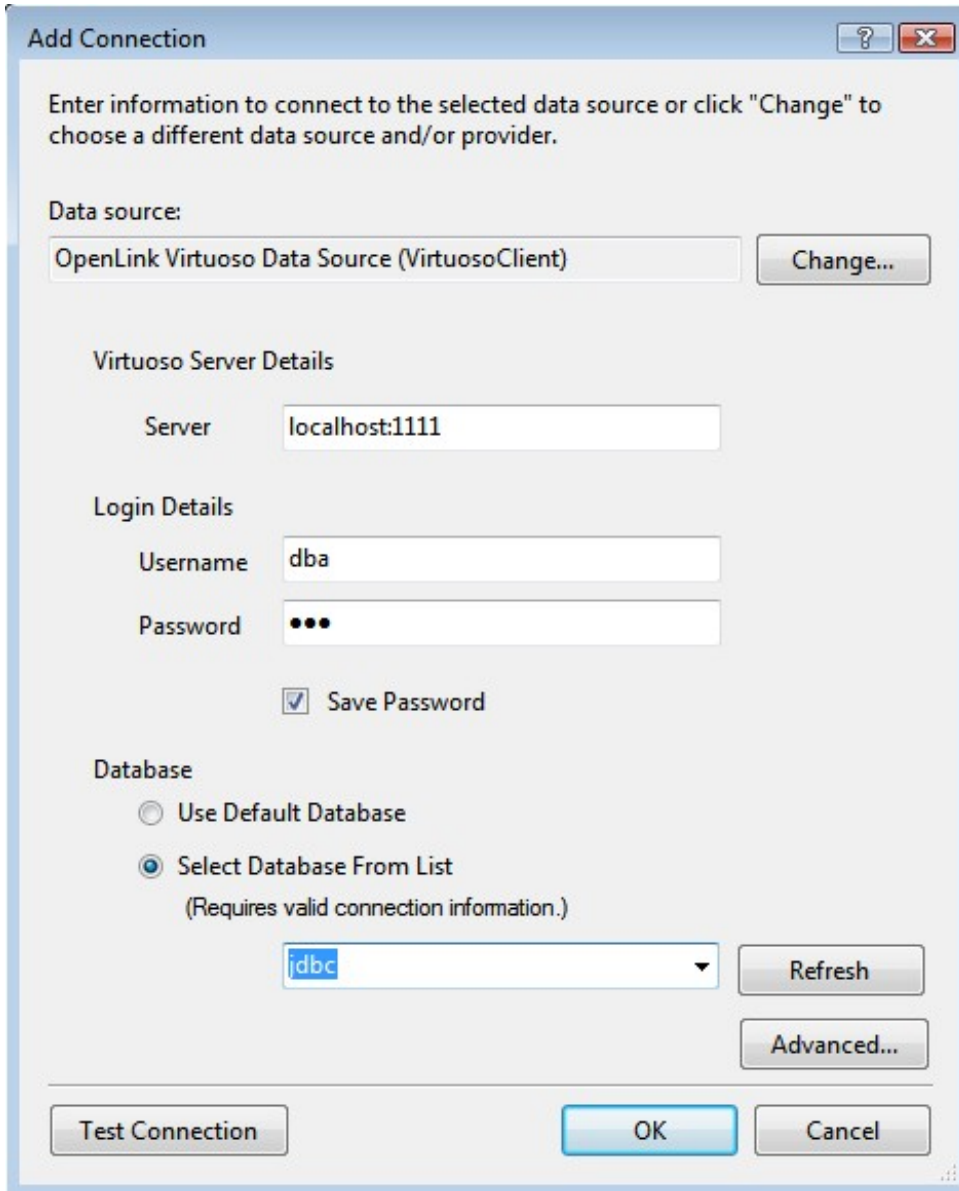 Add Connection
Enter information to connect to the selected data source or click "Change" to
choose a different data source and/or provider.
Data source:
OpenLink Virtuoso Data Source (VirtuosoClient)
Change...
Virtuoso Server Details
Server
localhost:1111
Login Details
Username
dba
Password
•••
Save Password
Database
Use Default Database
Select Database From List
(Requires valid connection information.)
jdbc
Refresh
Advanced...
Test Connection
OK
Cancel